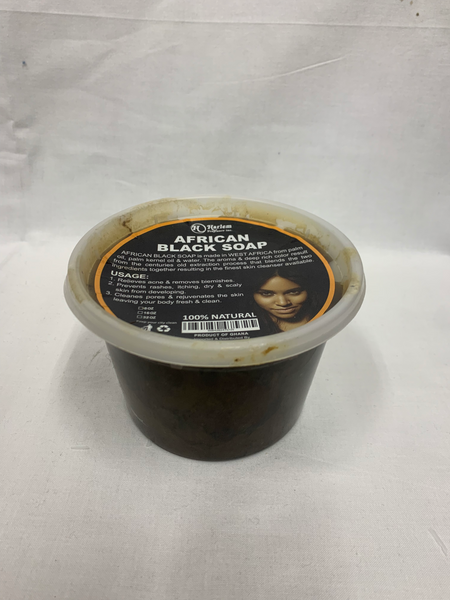 Harlem
AFRICAN
BLACK SOAP
AFRICAN BLACK SOAP is made in WEST AFRICA from palm
oil, palm kernel oil & water. The aroma & deep rich color result
from the centuries old extraction process that blends the two
ingredients together resulting in the finest skin cleanser available.
USAGE:
1. Relieves acne & removes blemishes.
2. Prevents rashes, itching, dry & scaly
skin from developing.
3. Cleanes pores & rejuvenates the skin
leaving your body fresh & clean.
100% NATURAL
PRODUCT OF GHANA